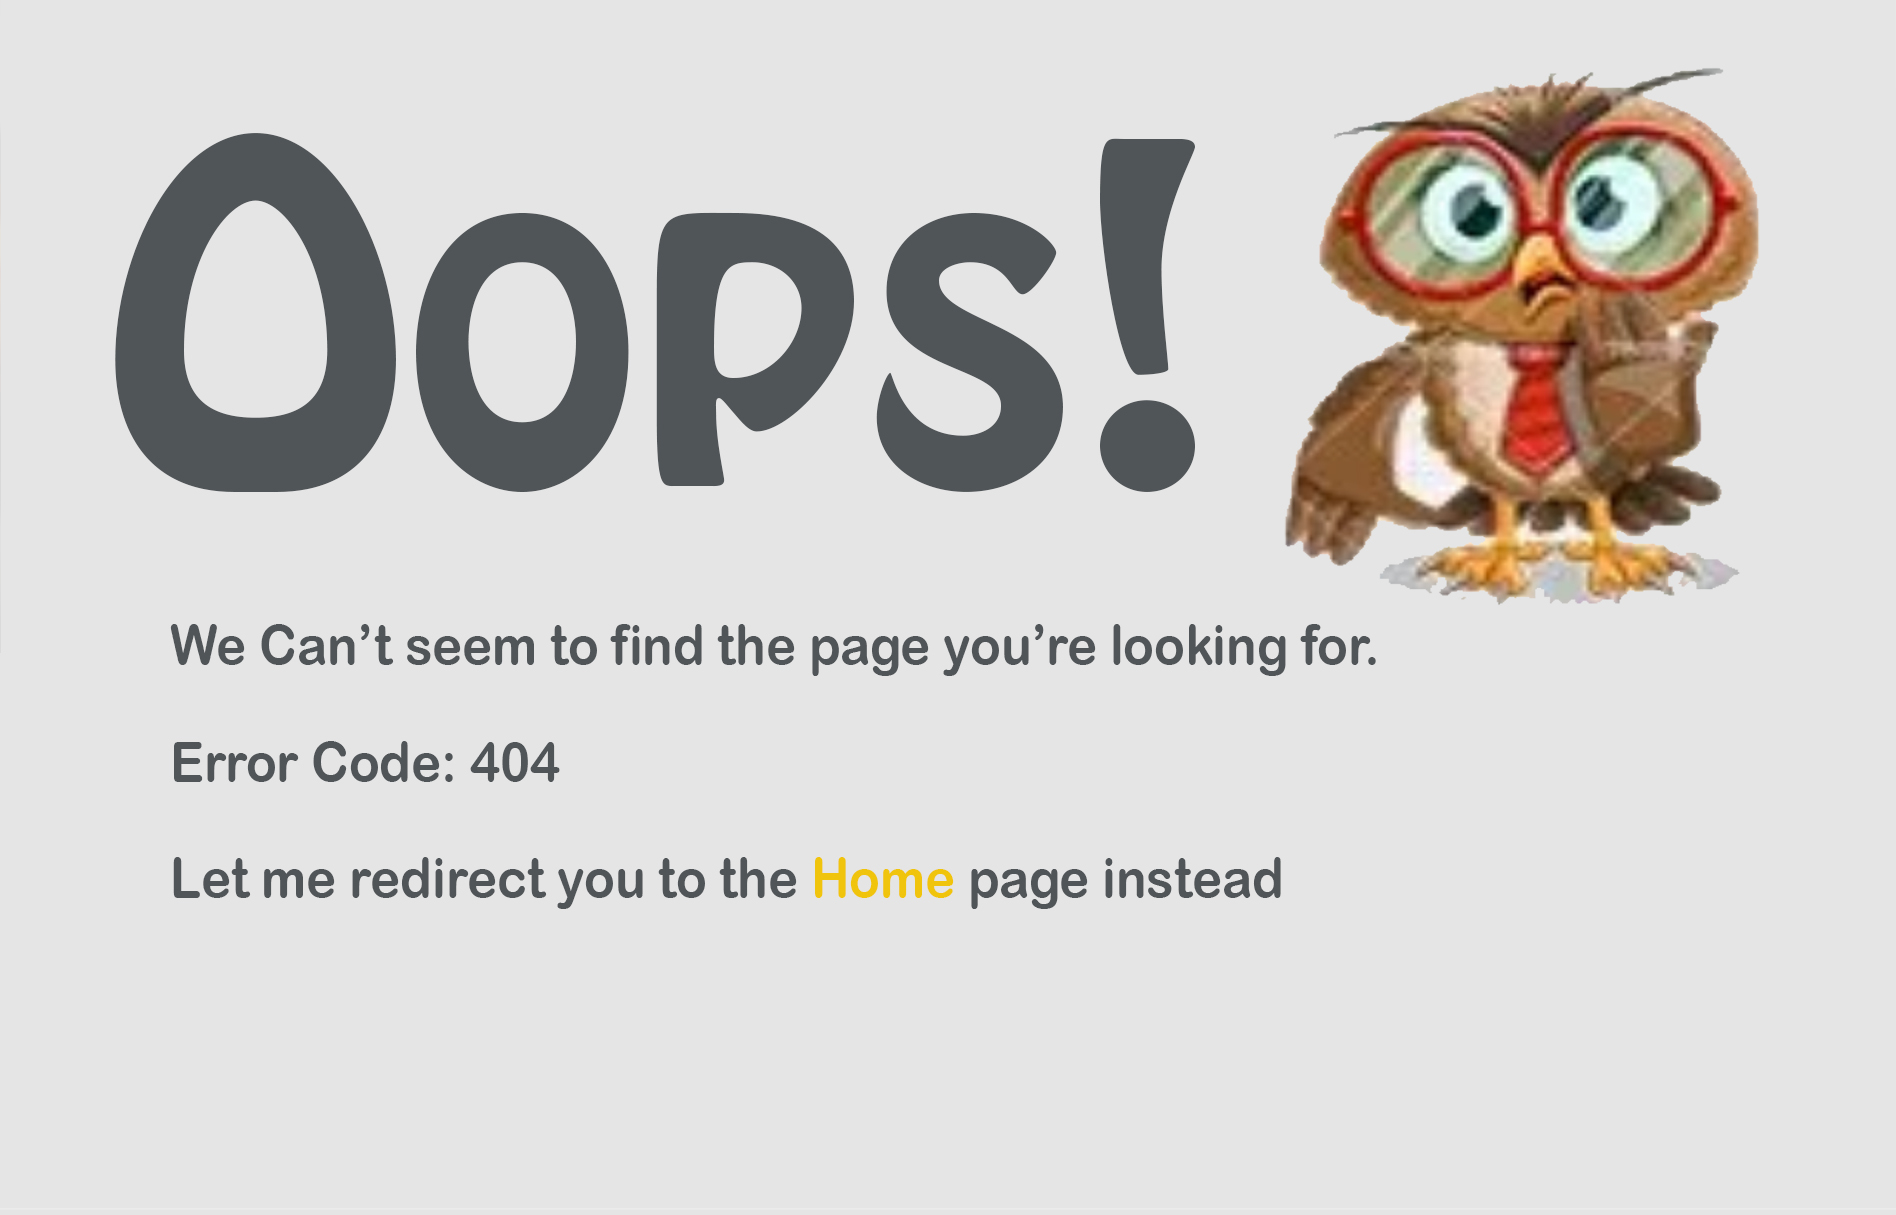 Oops!
We Can’t seem to find the page you’re looking for.
Error Code: 404
Let me redirect you to the Home page instead